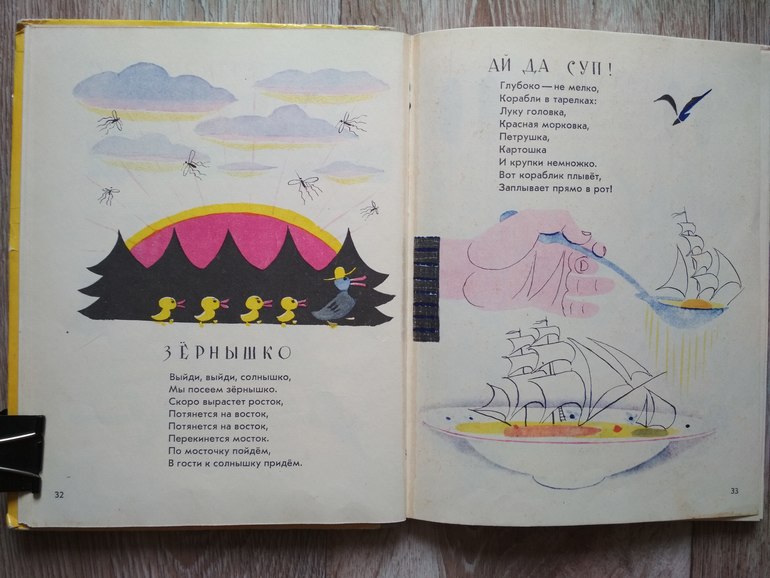 ЗЁРНЫШКО
Выйди, выйди, солнышко,
Мы посеем зёрнышко.
Скоро вырастет росток,
Потянется на восток,
Потянется на восток,
Перекинется мосток.
По мосточку пойдём,
В гости к солнышку придём.
32
АЙ ДА СУП!
Глубоко — не мелко,
Корабли в тарелках:
Луку головка,
Красная морковка,
Петрушка,
Картошка
И крупки немножко.
Вот кораблик плывёт,
Заплывает прямо в рот!
33